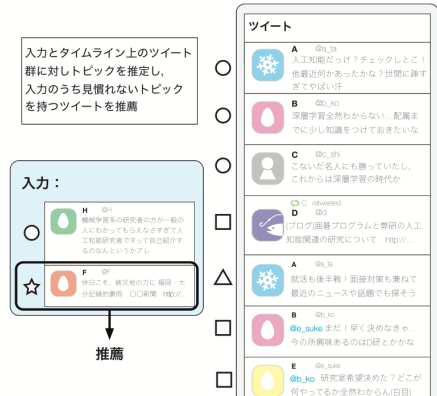 入力とタイムライン上のツイート
群に対しトピックを推定し，
入力のうち見慣れないトピック
を持つツイートを推薦
入力：
H @H
機械学習系の研究者の方が一般の
人にわかってもらえなさすぎて人
工知能研究者ですって自己紹介す
るのなんというかアレ
F @F
休日こそ、被災地の力に 福岡・大
分記録的豪雨 〇〇新聞 http://...
推薦
ツイート
A @a_ta
人工知能だっけ？チェックしとこ！
他最近何かあったかな？世間に疎す
ぎてやばい汗
B @b_ko
深層学習全然わからない...配属ま
でに少し知識をつけておきたいな
C @c_shi
こないだ名人にも勝っていたし，
これからは深層学習の時代か
C retweeted
D @d
(ブログ)囲碁プログラムと弊研の人工
知能関連の研究について http://...
A @a_ta
就活も後半戦！面接対策も兼ねて
最近のニュースや話題でも探そう
B @b_ko
@e_suke まだ！早く決めなきゃ...
今の所興味あるのはD研とかかな
E @e_suke
@b_ko 研究室希望決めた？どこが
何やってるか全然わからん(白目)